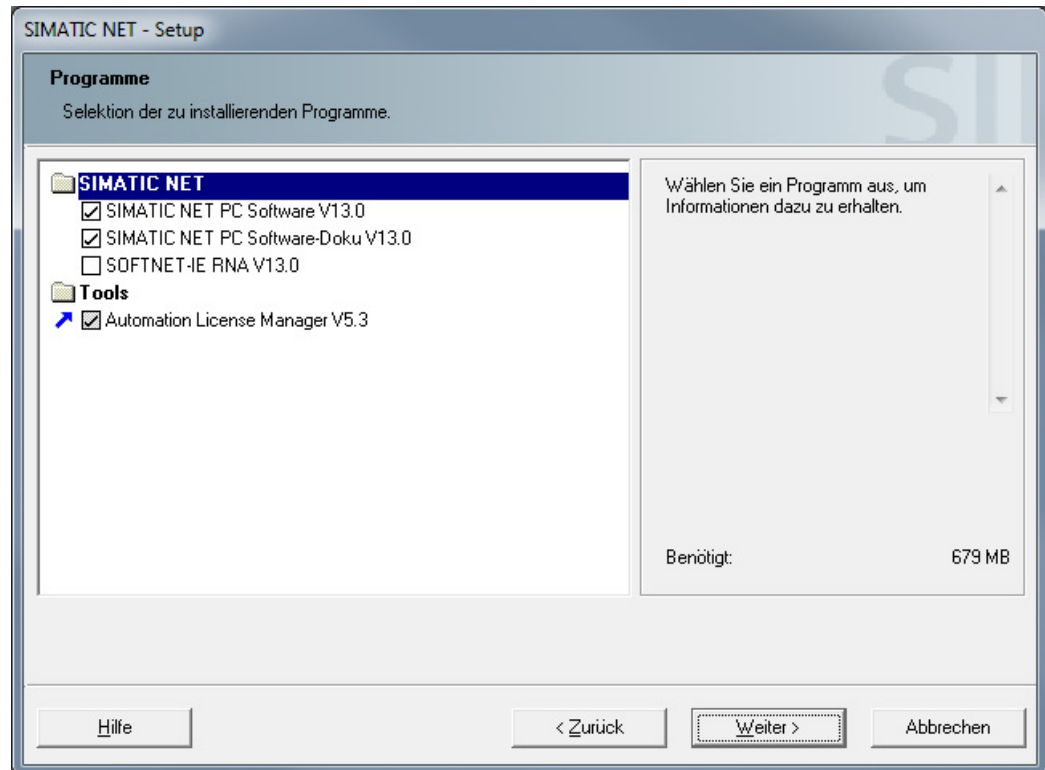 SIMATIC NET - Setup
Programme
Selektion der zu installierenden Programme.
SI
SIMATIC NET
SIMATIC NET PC Software V13.0
SIMATIC NET PC Software-Doku V13.0
SOFTNET-IE RNA V13.0
Tools
Automation License Manager V5.3
Wählen Sie ein Programm aus, um
Informationen dazu zu erhalten.
Benötigt: 679 MB
Hilfe
< Zurück
Weiter >
Abbrechen